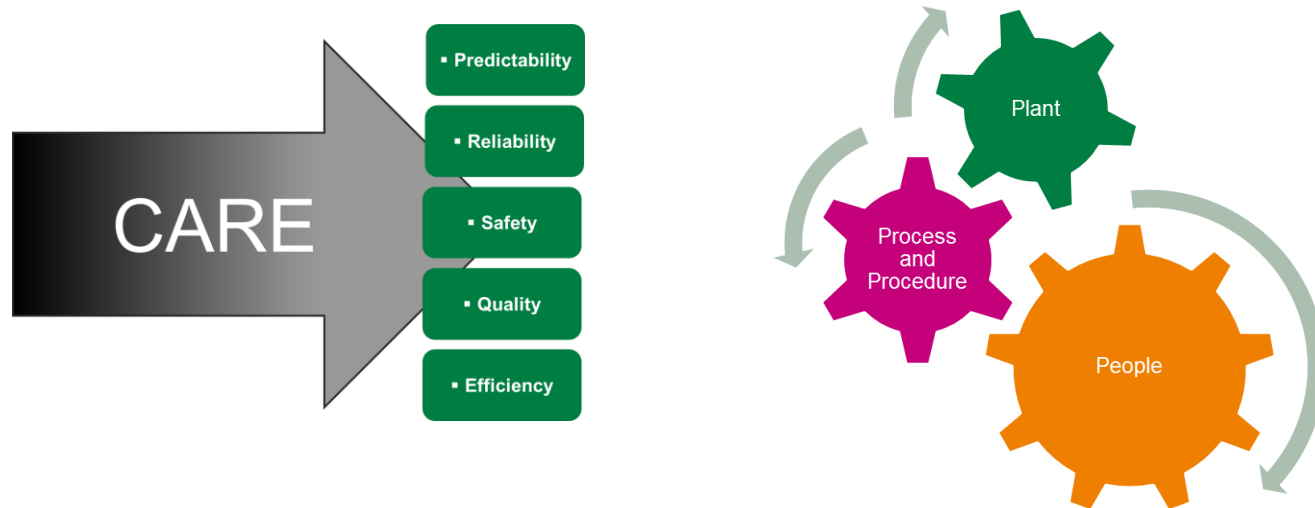 CARE
▪ Predictability
▪ Reliability
▪ Safety
▪ Quality
▪ Efficiency
Plant
Process
and
Procedure
People